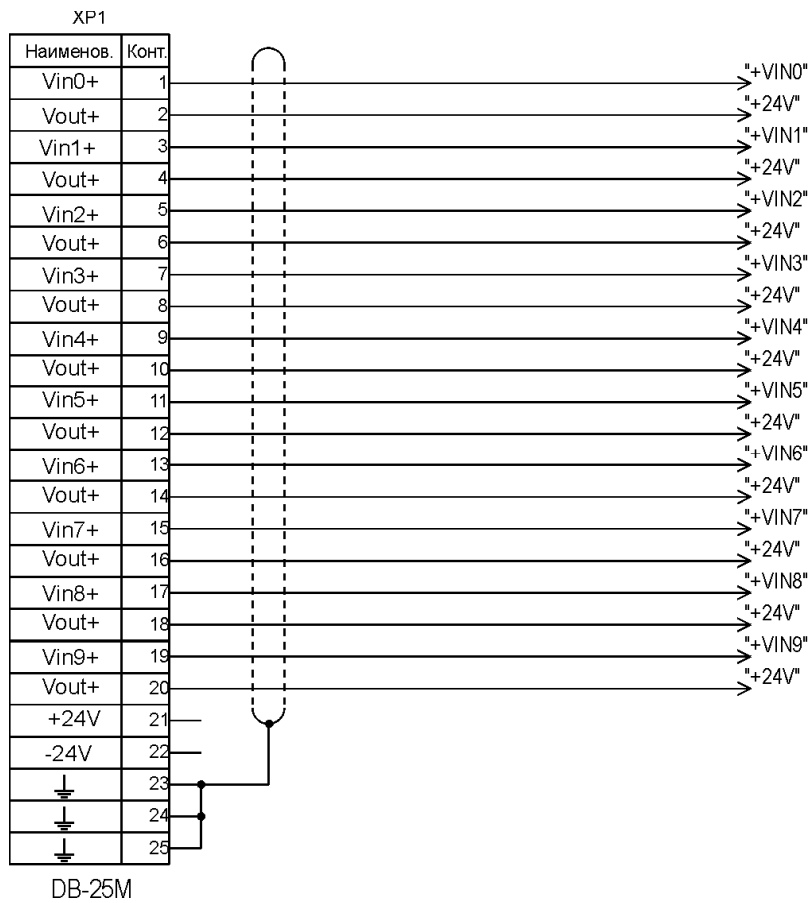 XP1
Наименов. Конт.
Vin0+ 1 "+VIN0"
Vout+ 2 "+24V"
Vin1+ 3 "+VIN1"
Vout+ 4 "+24V"
Vin2+ 5 "+VIN2"
Vout+ 6 "+24V"
Vin3+ 7 "+VIN3"
Vout+ 8 "+24V"
Vin4+ 9 "+VIN4"
Vout+ 10 "+24V"
Vin5+ 11 "+VIN5"
Vout+ 12 "+24V"
Vin6+ 13 "+VIN6"
Vout+ 14 "+24V"
Vin7+ 15 "+VIN7"
Vout+ 16 "+24V"
Vin8+ 17 "+VIN8"
Vout+ 18 "+24V"
Vin9+ 19 "+VIN9"
Vout+ 20 "+24V"
+24V 21
-24V 22
23
24
25
DB-25M